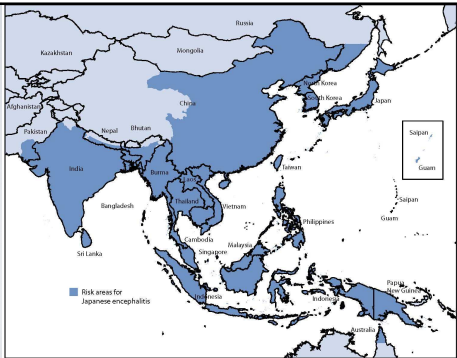 Russia
Kazakhstan
Mongolia
North Korea
South Korea
Japan
China
Afghanistan
Pakistan
Nepal
Bhutan
Saipan
Guam
India
Burma
Laos
Taiwan
Thailand
Vietnam
Bangladesh
Philippines
Saipan
Guam
Cambodia
Sri Lanka
Malaysia
Singapore
Papua
New Guinea
Indonesia
Indonesia
Risk areas for
Japanese encephalitis
Australia